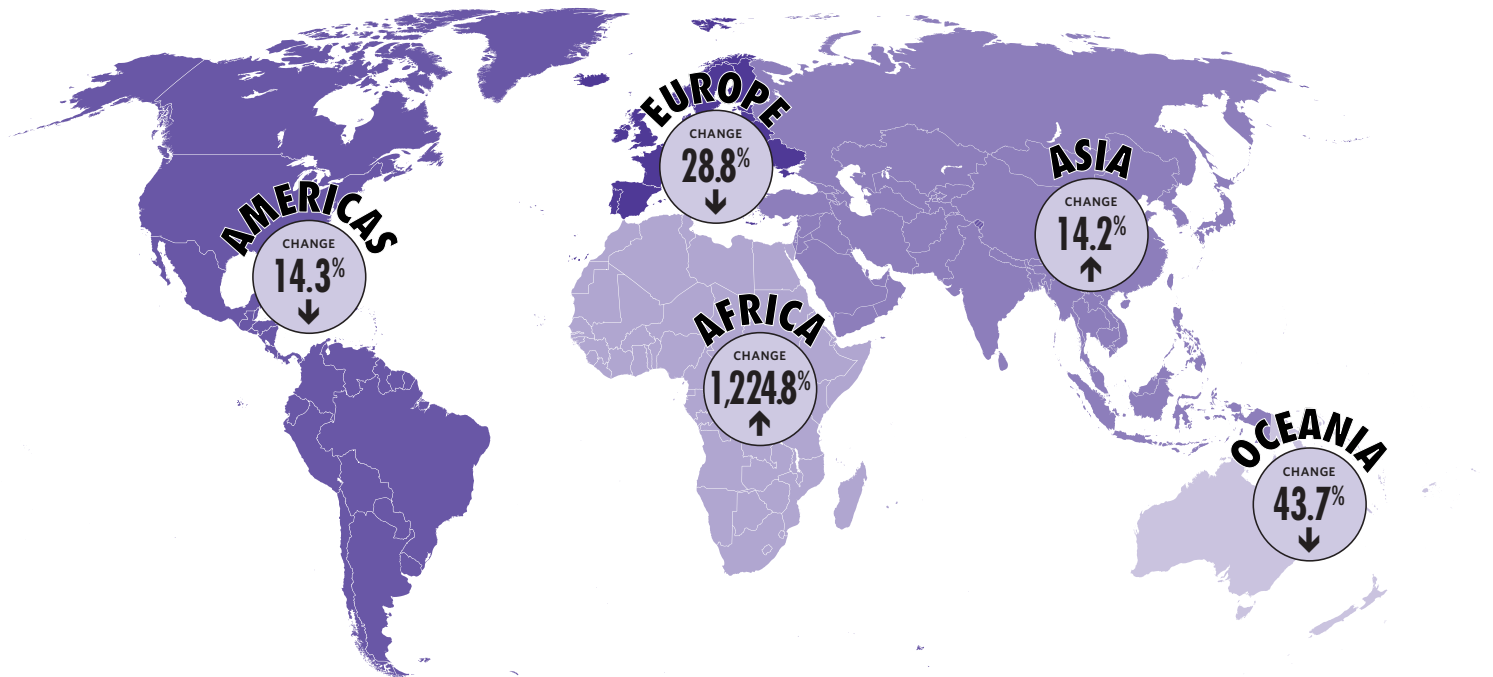 EUROPE
CHANGE
28.8%
ASIA
CHANGE
14.2%
AMERICAS
CHANGE
14.3%
AFRICA
CHANGE
1,224.8%
OCEANIA
CHANGE
43.7%